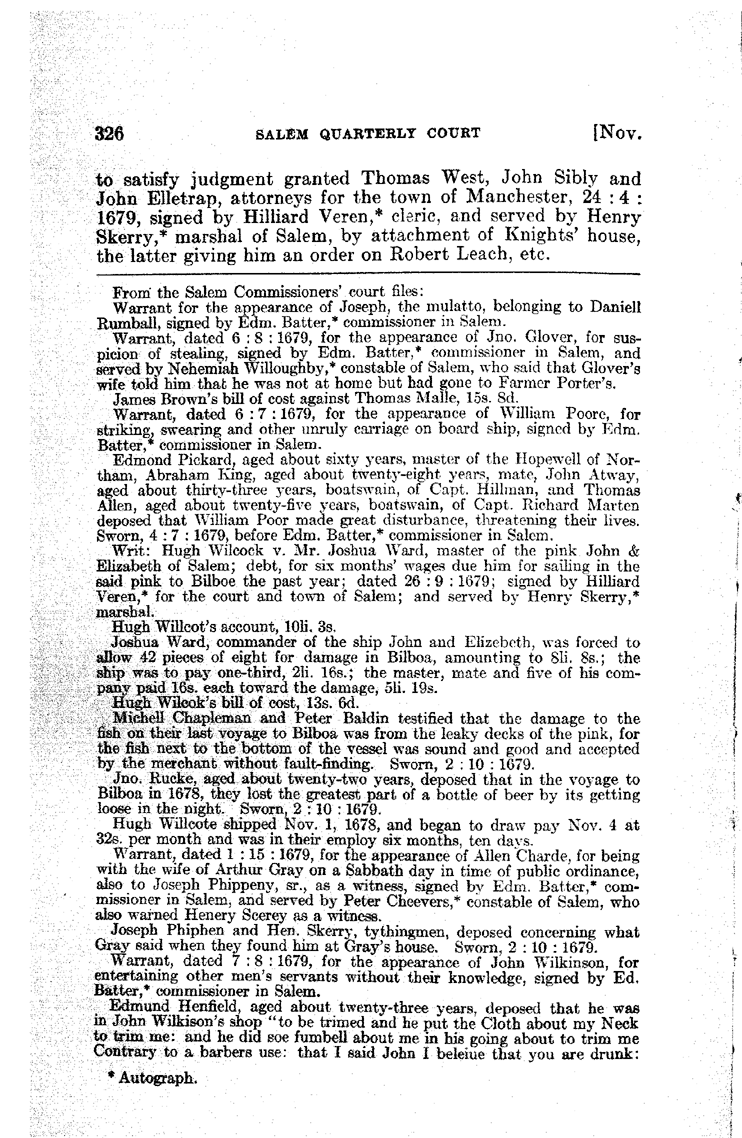 326 SALEM QUARTERLY COURT [Nov.
to satisfy judgment granted Thomas West, John Sibly and
John Elletrap, attorneys for the town of Manchester, 24 : 4 :
1679, signed by Hilliard Veren,* cleric, and served by Henry
Skerry,* marshal of Salem, by attachment of Knights' house,
the latter giving him an order on Robert Leach, etc.
From the Salem Commissioners' court files:
Warrant for the appearance of Joseph, the mulatto, belonging to Daniell
Rumball, signed by Edm. Batter,* commissioner in Salem.
Warrant, dated 6 : 8 : 1679, for the appearance of Jno. Glover, for sus-
picion of stealing, signed by Edm. Batter,* commissioner in Salem, and
served by Nehemiah Willoughby,* constable of Salem, who said that Glover's
wife told him that he was not at home but had gone to Farmer Porter's.
James Brown's bill of cost against Thomas Malle, 15s. 8d.
Warrant, dated 6 : 7 : 1679, for the appearance of William Poore, for
striking, swearing and other unruly carriage on board ship, signed by Edm.
Batter,* commissioner in Salem.
Edmond Pickard, aged about sixty years, master of the Hopewell of Nor-
tham, Abraham King, aged about twenty-eight years, mate, John Atway,
aged about thirty-three years, boatswain, of Capt. Hillman, and Thomas
Allen, aged about twenty-five years, boatswain, of Capt. Richard Marten
deposed that William Poor made great disturbance, threatening their lives.
Sworn, 4 : 7 : 1679, before Edm. Batter,* commissioner in Salem.
Writ: Hugh Wilcock v. Mr. Joshua Ward, master of the pink John &
Elizabeth of Salem; debt, for six months' wages due him for sailing in the
said pink to Bilboe the past year; dated 26 : 9 : 1679; signed by Hilliard
Veren,* for the court and town of Salem; and served by Henry Skerry,*
marshal.
Hugh Willcot's account, 10li. 3s.
Joshua Ward, commander of the ship John and Elizebeth, was forced to
allow 42 pieces of eight for damage in Bilboa, amounting to 8li. 8s.; the
ship was to pay one-third, 2li. 16s.; the master, mate and five of his com-
pany paid 16s. each toward the damage, 5li. 19s.
Hugh Wilcok's bill of cost, 13s. 6d.
Michell Chapleman and Peter Baldin testified that the damage to the
fish on their last voyage to Bilboa was from the leaky decks of the pink, for
the fish next to the bottom of the vessel was sound and good and accepted
by the merchant without fault-finding. Sworn, 2 : 10 : 1679.
Jno. Rucke, aged about twenty-two years, deposed that in the voyage to
Bilboa in 1678, they lost the greatest part of a bottle of beer by its getting
loose in the night. Sworn, 2 : 10 : 1679.
Hugh Willcote shipped Nov. 1, 1678, and began to draw pay Nov. 4 at
32s. per month and was in their employ six months, ten days.
Warrant, dated 1 : 15 : 1679, for the appearance of Allen Charde, for being
with the wife of Arthur Gray on a Sabbath day in time of public ordinance,
also to Joseph Phippeny, sr., as a witness, signed by Edm. Batter,* com-
missioner in Salem, and served by Peter Cheevers,* constable of Salem, who
also warned Henery Scerey as a witness.
Joseph Phiphen and Hen. Skerry, tythingmen, deposed concerning what
Gray said when they found him at Gray's house. Sworn, 2 : 10 : 1679.
Warrant, dated 7 : 8 : 1679, for the appearance of John Wilkinson, for
entertaining other men's servants without their knowledge, signed by Ed.
Batter,* commissioner in Salem.
Edmund Henfield, aged about twenty-three years, deposed that he was
in John Wilkison's shop "to be trimed and he put the Cloth about my Neck
to trim me: and he did soe fumbell about me in his going about to trim me
Contrary to a barbers use: that I said John I beleiue that you are drunk:
* Autograph.